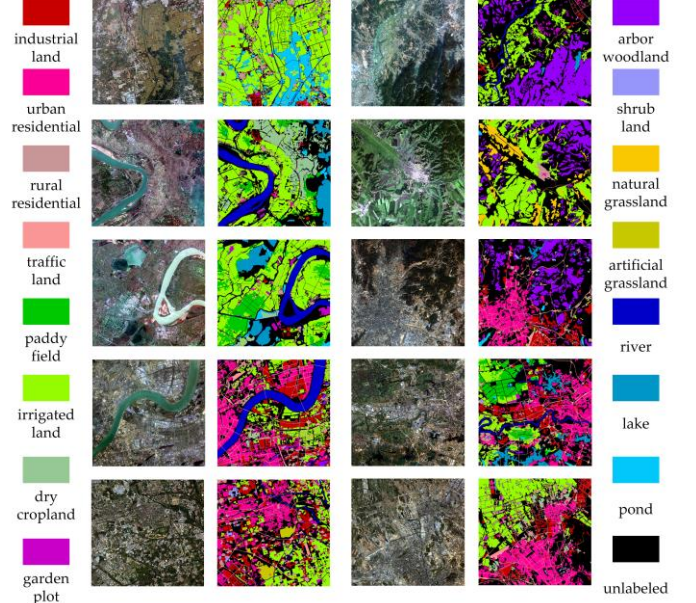 industrial
land
urban
residential
rural
residential
traffic
land
paddy
field
irrigated
land
dry
cropland
garden
plot
arbor
woodland
shrub
land
natural
grassland
artificial
grassland
river
lake
pond
unlabeled